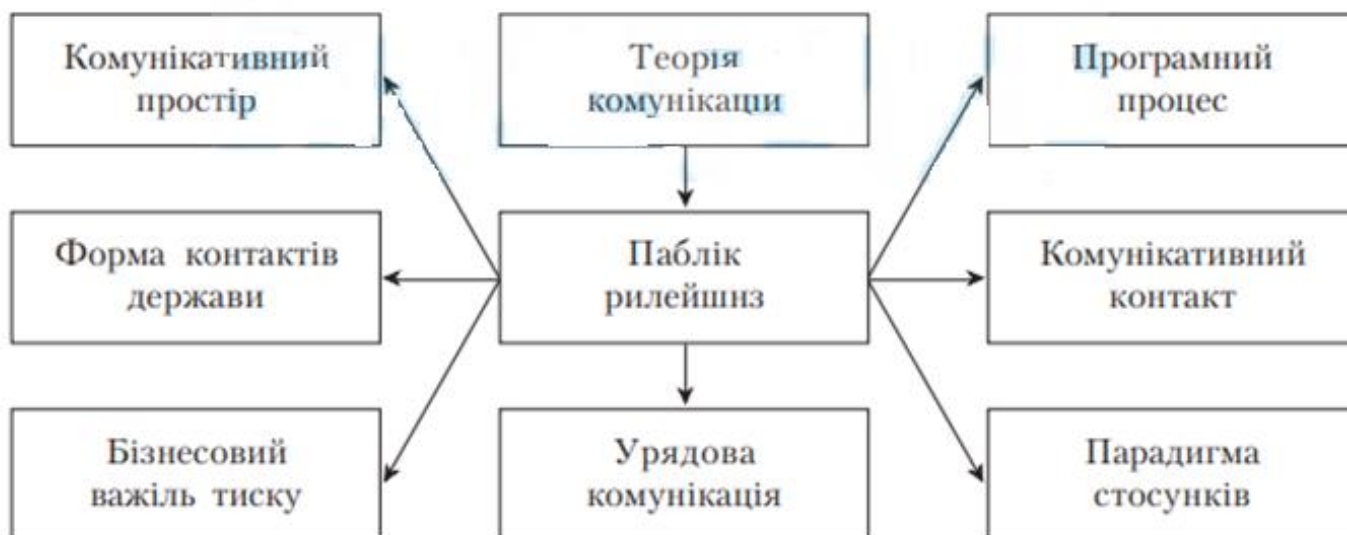 Комунікативний
простір
Теорія
комунікаціи
Програмний
процес
Форма контактів
держави
Паблік
рилейшнз
Комунікативний
контакт
Бізнесовий
важіль тиску
Урядова
комунікація
Парадигма
стосунків